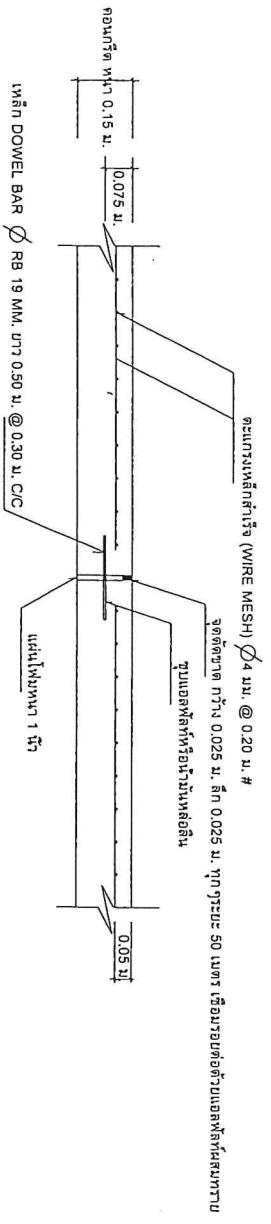 ตะแกรงเหล็กสำเร็จ (WIRE MESH) Ø 4 มม. @ 0.20 ม. #
จุดตัดขาด กว้าง 0.025 ม. ลึก 0.025 ม. ทุกๆระยะ 50 เมตร เชื่อมรอยต่อด้วยแอสฟัลท์ผสมทราย
ชุบแอสฟัลท์หรือน้ำมันหล่อลื่น
0.05 ม
0.075 ม.
คอนกรีต หนา 0.15 ม.
แผ่นโฟมหนา 1 นิ้ว
เหล็ก DOWEL BAR Ø RB 19 MM. ยาว 0.50 ม. @ 0.30 ม. C/C